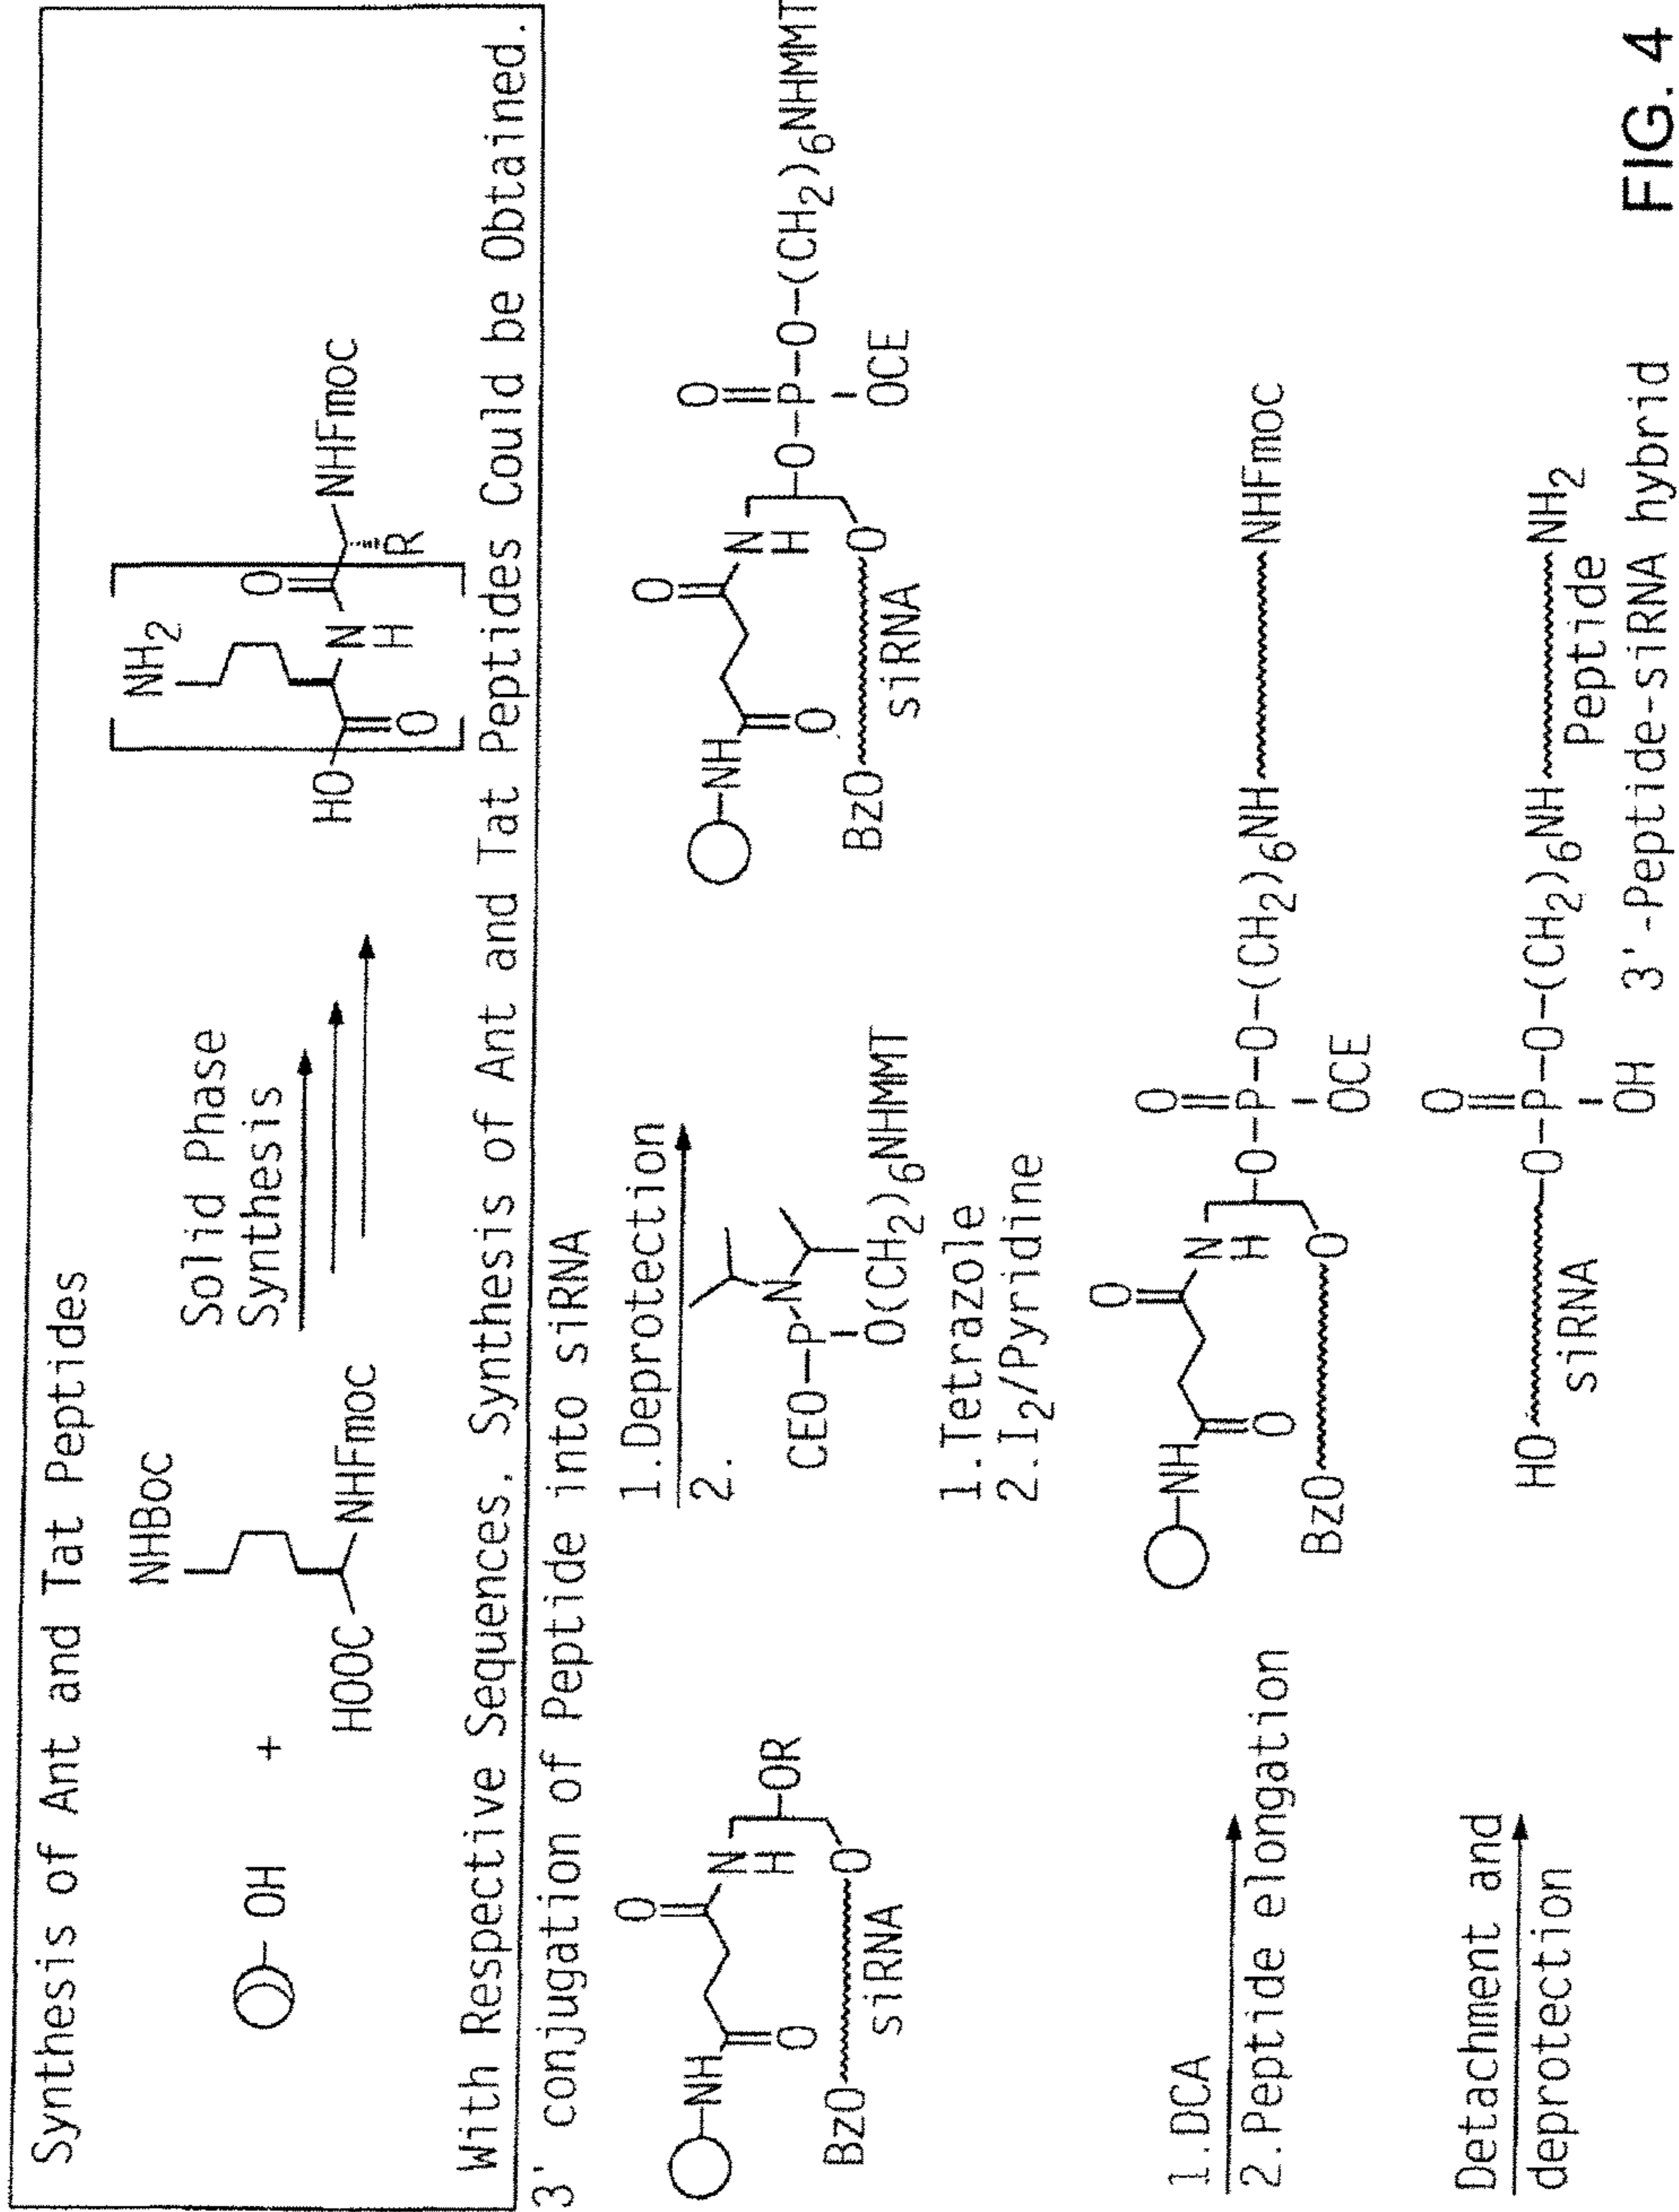 Synthesis of Ant and Tat Peptides
OH
+
NHBoc
HOOC
NHFmoc
Solid Phase
Synthesis
NH2
O
HO
N
H
O
R
NHFmoc
With Respective Sequences, Synthesis of Ant and Tat Peptides Could be Obtained.
3' conjugation of Peptide into siRNA
NH
O
O
N
H
OR
O
BzO
siRNA
1.Deprotection
2.
CEO-P
N
O(CH2)6NHMMT
1.Tetrazole
2.I2/Pyridine
NH
O
O
N
H
O
O-P-O-(CH2)6NHMMT
OCE
O
BzO
siRNA
1.DCA
2.Peptide elongation
NH
O
O
N
H
O
O-P-O-(CH2)6NH
NHFmoc
OCE
O
BzO
Detachment and
deprotection
HO
siRNA
O
O-P-O-(CH2)6NH
NH2
OH
Peptide
3'-Peptide-siRNA hybrid
FIG. 4